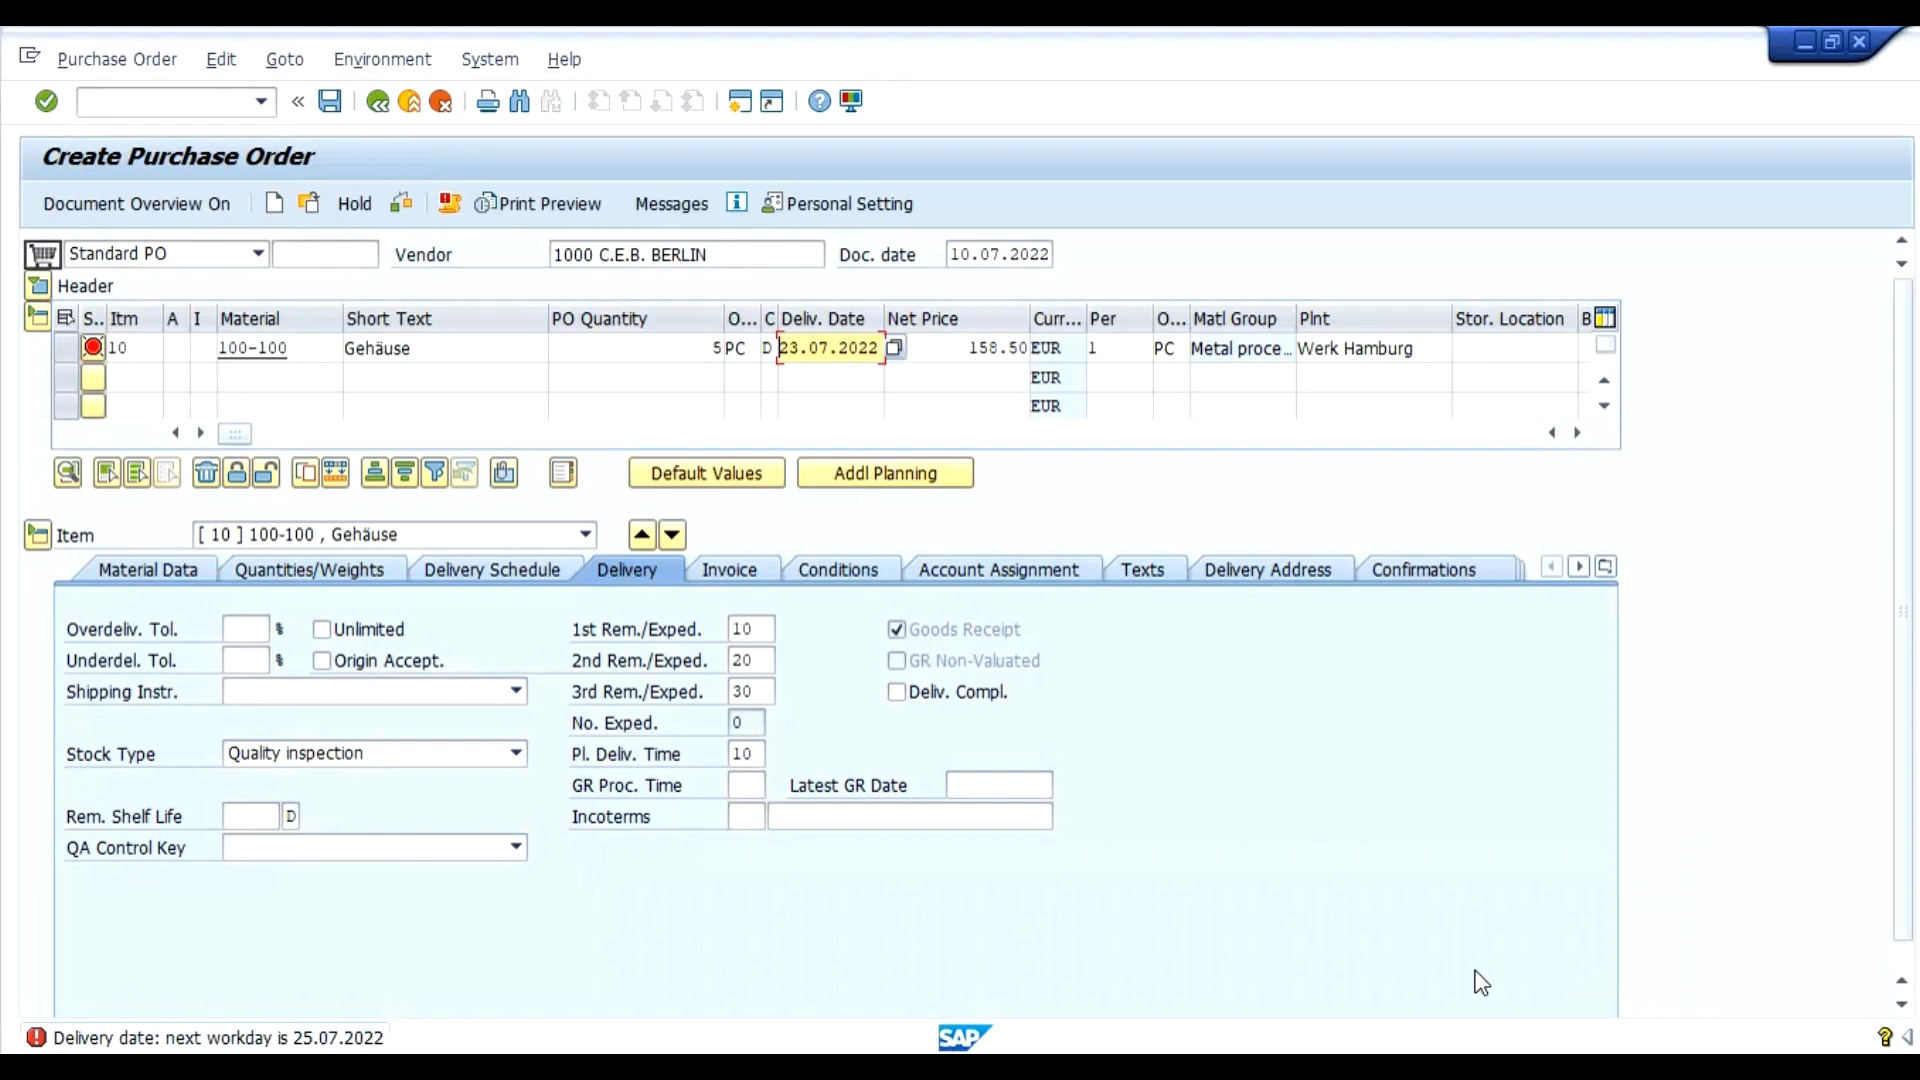 Purchase Order Edit Goto Environment System Help
Create Purchase Order
Document Overview On Hold Print Preview Messages Personal Setting
Standard PO Vendor 1000 C.E.B. BERLIN Doc. date 10.07.2022
Header
S.. Itm A I Material Short Text PO Quantity O... C Deliv. Date Net Price Curr... Per O... Matl Group Plnt Stor. Location B
10 100-100 Gehäuse 5 PC D 23.07.2022 158.50 EUR 1 PC Metal proce... Werk Hamburg
EUR
EUR
Default Values Addl Planning
Item [ 10 ] 100-100 , Gehäuse
Material Data Quantities/Weights Delivery Schedule Delivery Invoice Conditions Account Assignment Texts Delivery Address Confirmations
Overdeliv. Tol. % Unlimited 1st Rem./Exped. 10 Goods Receipt
Underdel. Tol. % Origin Accept. 2nd Rem./Exped. 20 GR Non-Valuated
Shipping Instr. 3rd Rem./Exped. 30 Deliv. Compl.
No. Exped. 0
Stock Type Quality inspection Pl. Deliv. Time 10
GR Proc. Time Latest GR Date
Rem. Shelf Life D Incoterms
QA Control Key
Delivery date: next workday is 25.07.2022 SAP